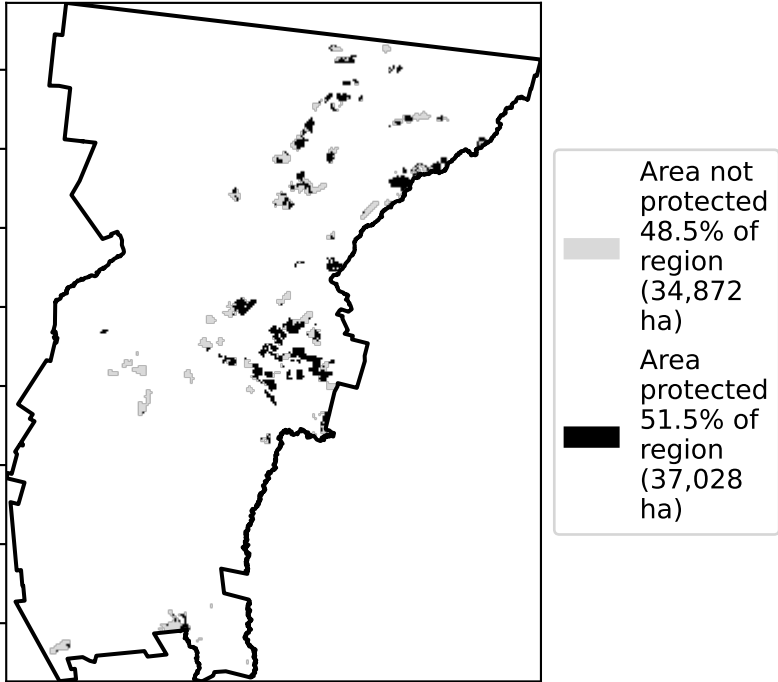 Area not
protected
48.5% of
region
(34,872
ha)
Area
protected
51.5% of
region
(37,028
ha)